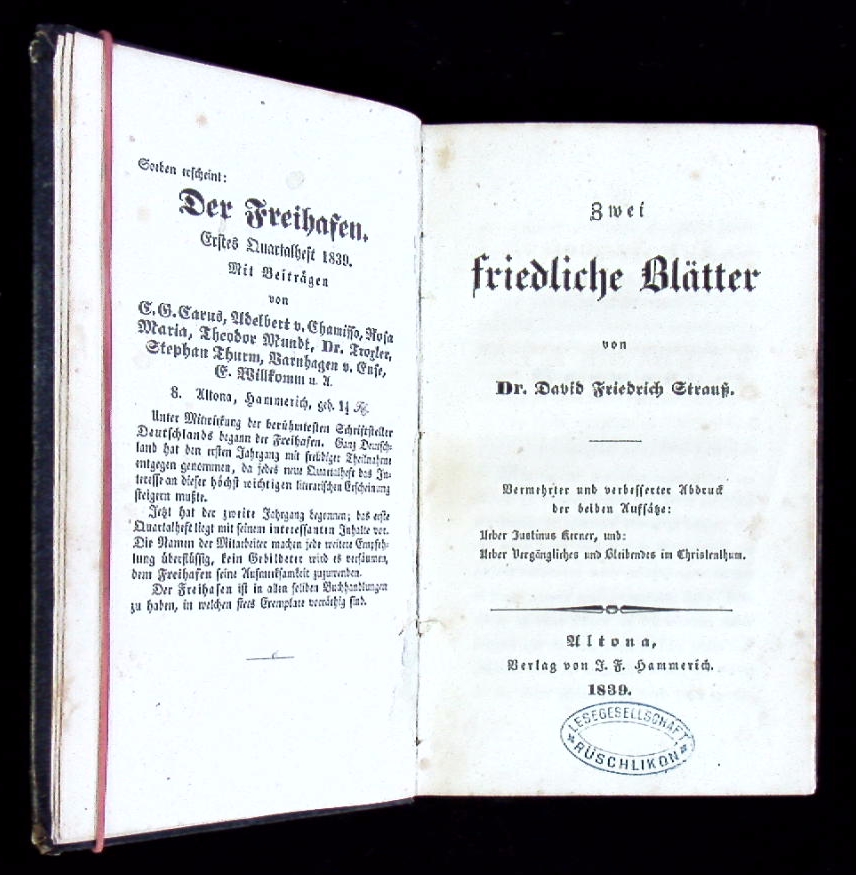 Soeben erscheint:
Der Freihafen.
Erstes Quartalheft 1839.
Mit Beiträgen
von
C. G. Carus, Adelbert v. Chamisso, Rosa
Maria, Theodor Mundt, Dr. Troxler,
Stephan Thurm, Varnhagen v. Ense,
E. Willkomm u. A.
8. Altona, Hammerich, geh. 1¼
Unter Mitwirkung der berühmtesten Schriftsteller
Deutschlands begann der Freihafen. Ganz Deutsch-
land hat den ersten Jahrgang mit freudiger Theilnahme
entgegen genommen, da jedes neue Quartalheft das In-
teresse an dieser höchst wichtigen literarischen Erscheinung
steigern mußte.
Jetzt hat der zweite Jahrgang begonnen; das erste
Quartalheft liegt mit seinem interessanten Inhalte vor.
Die Namen der Mitarbeiter machen jede weitere Empfeh-
lung überflüssig, kein Gebildeter wird es versäumen,
dem Freihafen seine Aufmerksamkeit zuzuwenden.
Der Freihafen ist in allen soliden Buchhandlungen
zu haben, in welchen stets Exemplare vorräthig sind.
Zwei
friedliche Blätter
von
Dr. David Friedrich Strauß.
Vermehrter und verbesserter Abdruck
der beiden Aufsätze:
Ueber Justinus Kerner, und:
Ueber Vergängliches und Bleibendes im Christenthum.
Altona,
Verlag von J. F. Hammerich.
1839.
LESEGESELLSCHAFT
RÜSCHLIKON